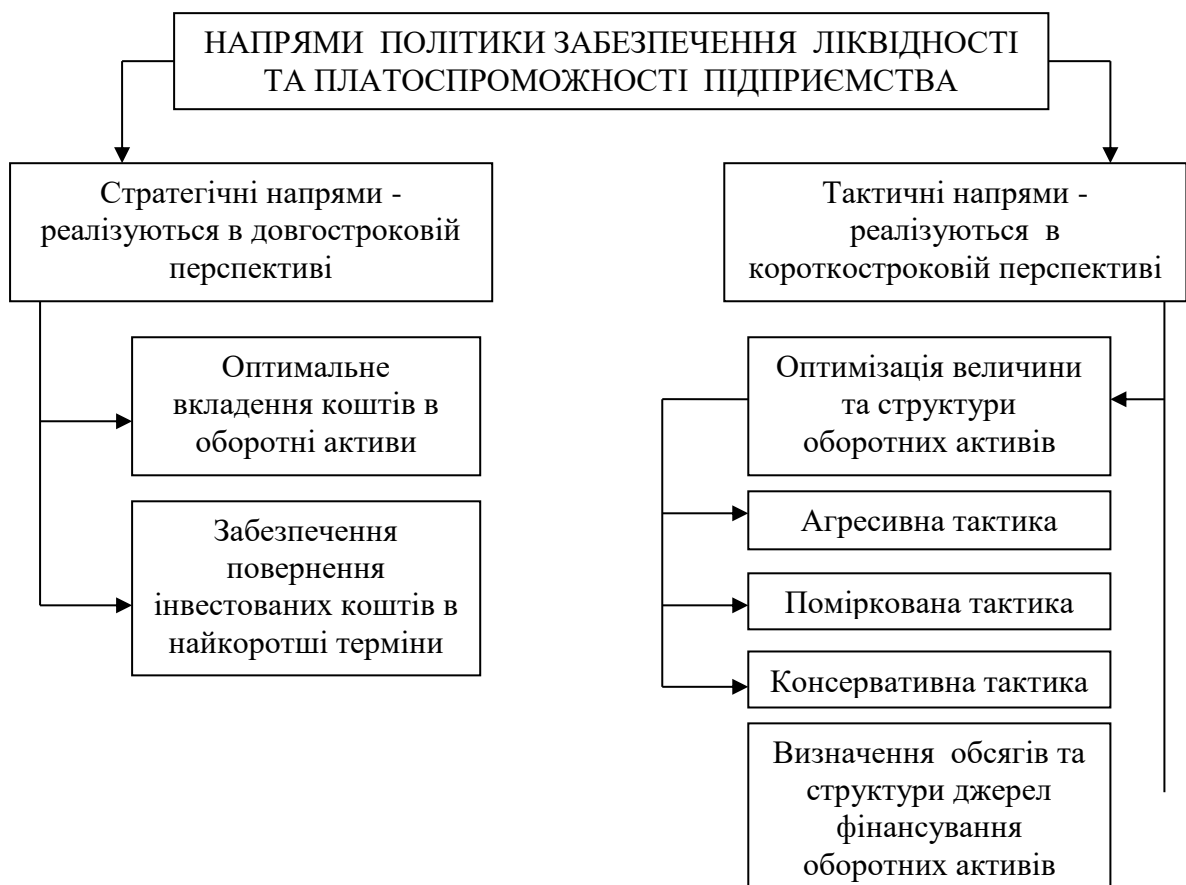 НАПРЯМИ ПОЛІТИКИ ЗАБЕЗПЕЧЕННЯ ЛІКВІДНОСТІ
ТА ПЛАТОСПРОМОЖНОСТІ ПІДПРИЄМСТВА
Стратегічні напрями -
реалізуються в довгостроковій
перспективі
Оптимальне
вкладення коштів в
оборотні активи
Забезпечення
повернення
інвестованих коштів в
найкоротші терміни
Тактичні напрями -
реалізуються в
короткостроковій перспективі
Оптимізація величини
та структури
оборотних активів
Агресивна тактика
Поміркована тактика
Консервативна тактика
Визначення обсягів та
структури джерел
фінансування
оборотних активів